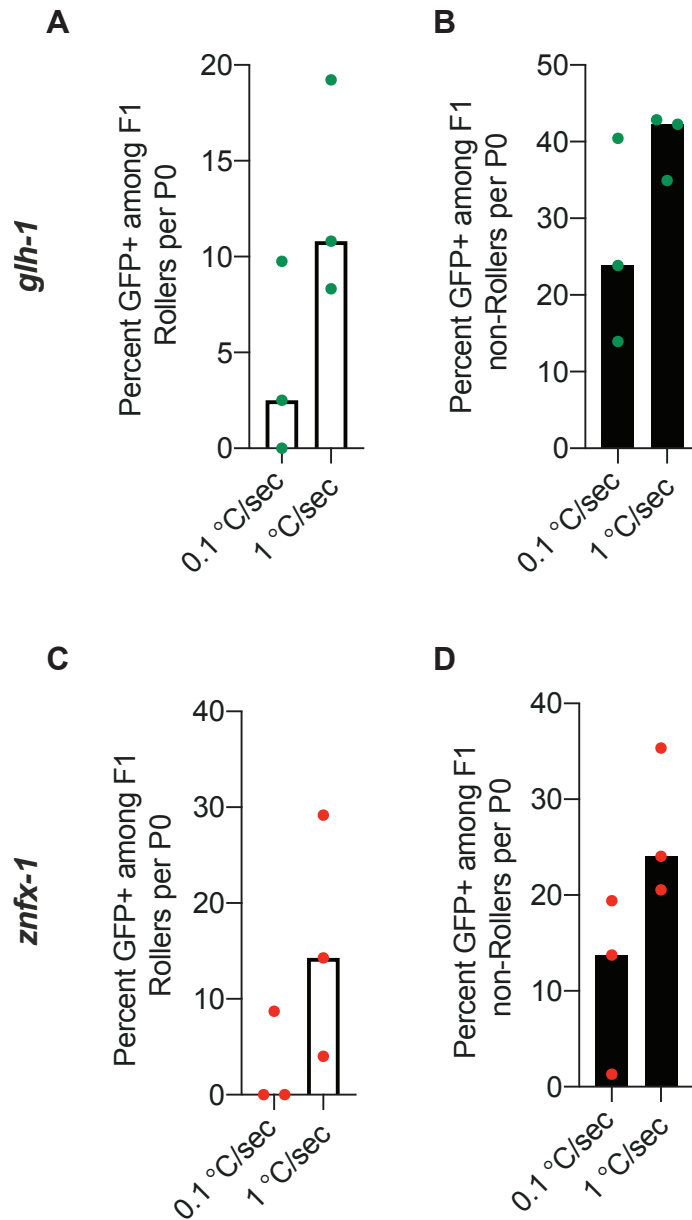 A
B
glh-1
Percent GFP+ among F1
Rollers per P0
20
15
10
5
0
0.1 °C/sec
1 °C/sec
Percent GFP+ among F1
non-Rollers per P0
50
40
30
20
10
0
0.1 °C/sec
1 °C/sec
C
D
znfx-1
Percent GFP+ among F1
Rollers per P0
40
30
20
10
0
0.1 °C/sec
1 °C/sec
Percent GFP+ among F1
non-Rollers per P0
40
30
20
10
0
0.1 °C/sec
1 °C/sec